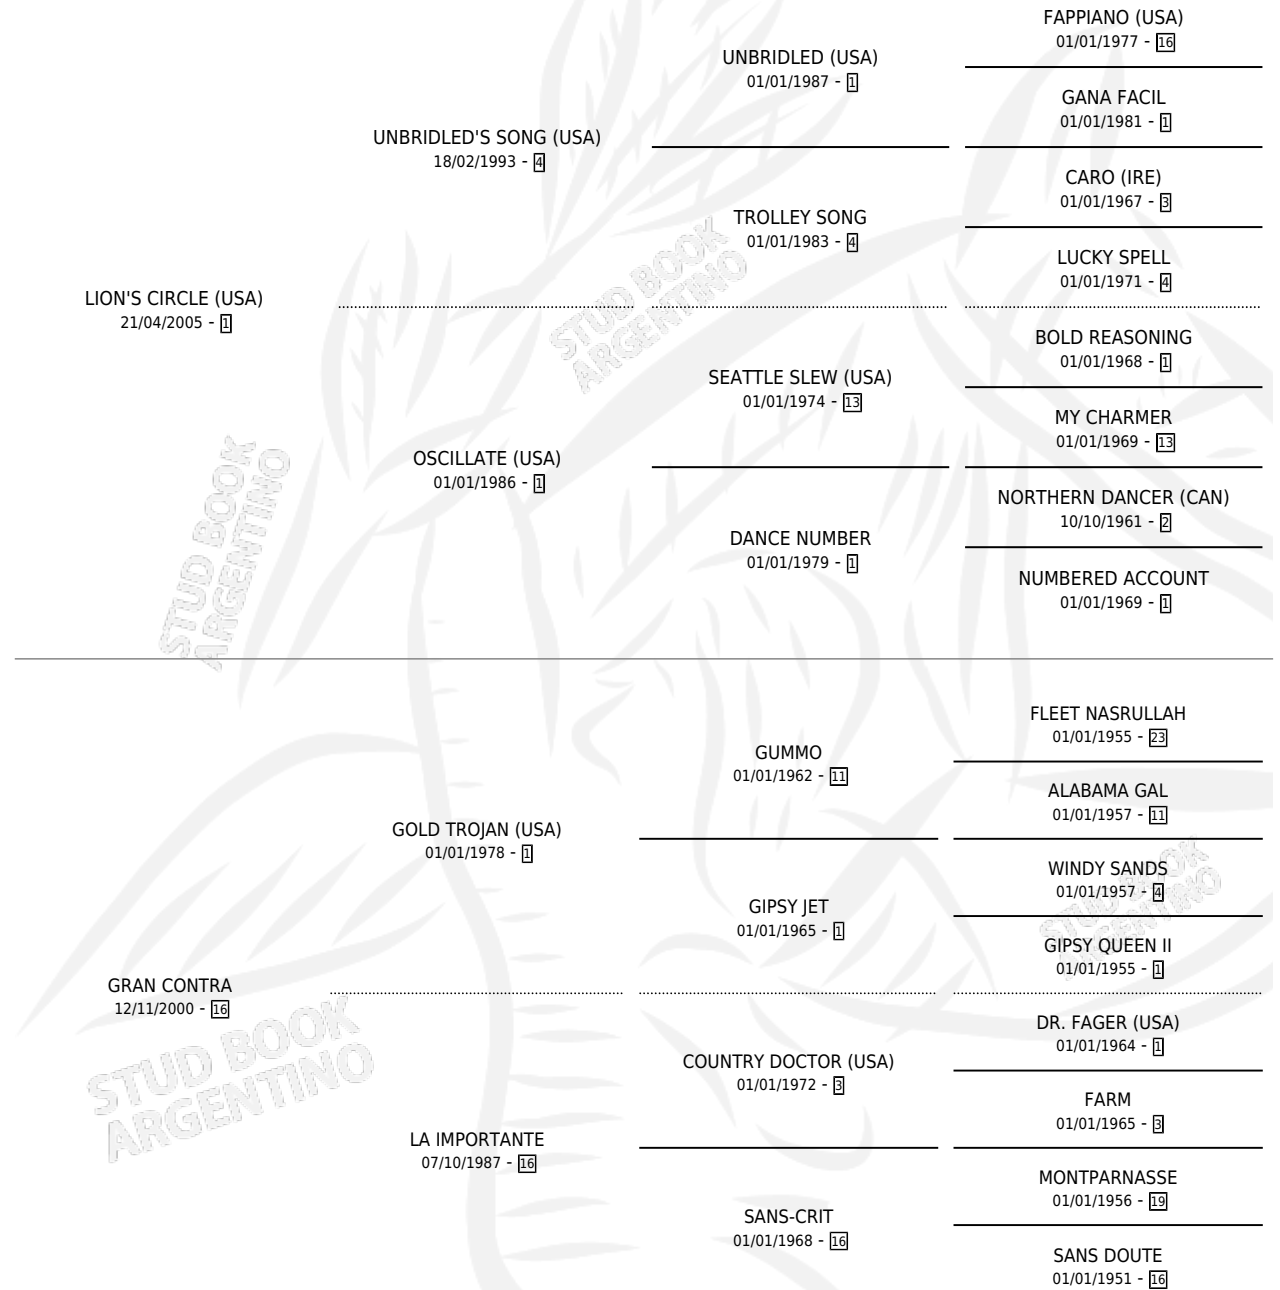 FAPPIANO (USA)
01/01/1977 - 16
UNBRIDLED (USA)
01/01/1987 - 1
GANA FACIL
01/01/1981 - 1
UNBRIDLED'S SONG (USA)
18/02/1993 - 4
CARO (IRE)
01/01/1967 - 3
TROLLEY SONG
01/01/1983 - 4
LUCKY SPELL
01/01/1971 - 4
LION'S CIRCLE (USA)
21/04/2005 - 1
STUD BOOK
ARGENTINO
BOLD REASONING
01/01/1968 - 1
SEATTLE SLEW (USA)
01/01/1974 - 13
MY CHARMER
01/01/1969 - 13
OSCILLATE (USA)
01/01/1986 - 1
NORTHERN DANCER (CAN)
10/10/1961 - 2
DANCE NUMBER
01/01/1979 - 1
NUMBERED ACCOUNT
01/01/1969 - 1
STUD BOOK
ARGENTINO
FLEET NASRULLAH
01/01/1955 - 23
GUMMO
01/01/1962 - 11
ALABAMA GAL
01/01/1957 - 11
GOLD TROJAN (USA)
01/01/1978 - 1
WINDY SANDS
01/01/1957 - 4
GIPSY JET
01/01/1965 - 1
GIPSY QUEEN II
01/01/1955 - 1
STUD BOOK
ARGENTINO
GRAN CONTRA
12/11/2000 - 16
DR. FAGER (USA)
01/01/1964 - 1
COUNTRY DOCTOR (USA)
01/01/1972 - 3
FARM
01/01/1965 - 3
STUD BOOK
ARGENTINO
LA IMPORTANTE
07/10/1987 - 16
MONTPARNASSE
01/01/1956 - 19
SANS-CRIT
01/01/1968 - 16
SANS DOUTE
01/01/1951 - 16